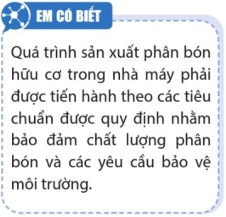 EM CÓ BIẾT
Quá trình sản xuất phân bón
hữu cơ trong nhà máy phải
được tiến hành theo các tiêu
chuẩn được quy định nhằm
bảo đảm chất lượng phân
bón và các yêu cầu bảo vệ
môi trường.